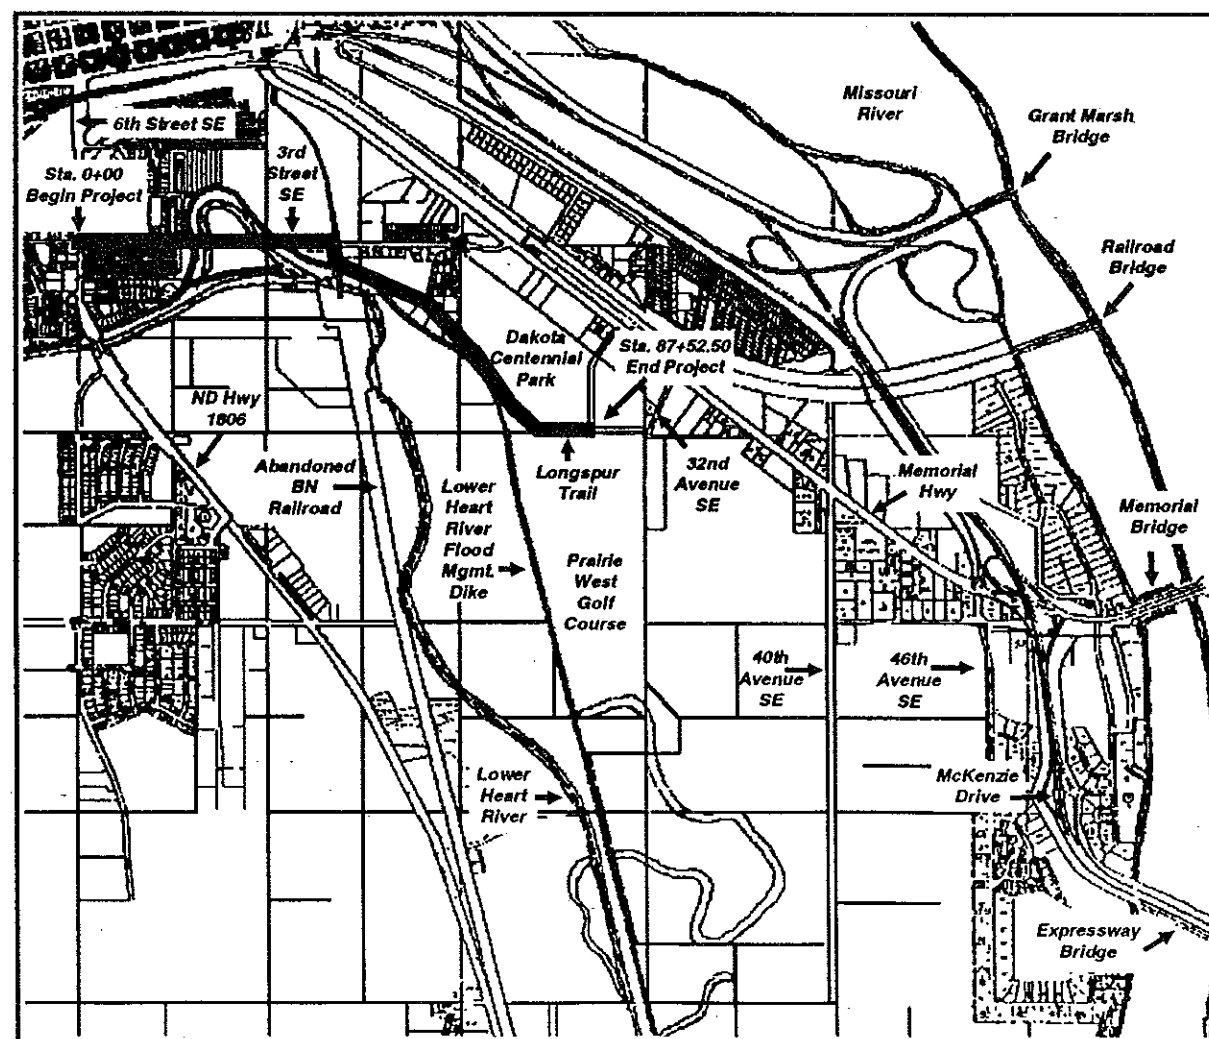 Missouri
River
Grant Marsh
Bridge
6th Street SE
3rd
Street
SE
Sta. 0+00
Begin Project
Railroad
Bridge
Dakota
Centennial
Park
Sta. 87+52.50
End Project
ND Hwy
1806
Abandoned
BN
Railroad
Lower
Heart
River
Flood
Mgmt.
Dike
Longspur
Trail
32nd
Avenue
SE
Memorial
Hwy
Memorial
Bridge
Prairie
West
Golf
Course
40th
Avenue
SE
46th
Avenue
SE
Lower
Heart
River
McKenzie
Drive
Expressway
Bridge